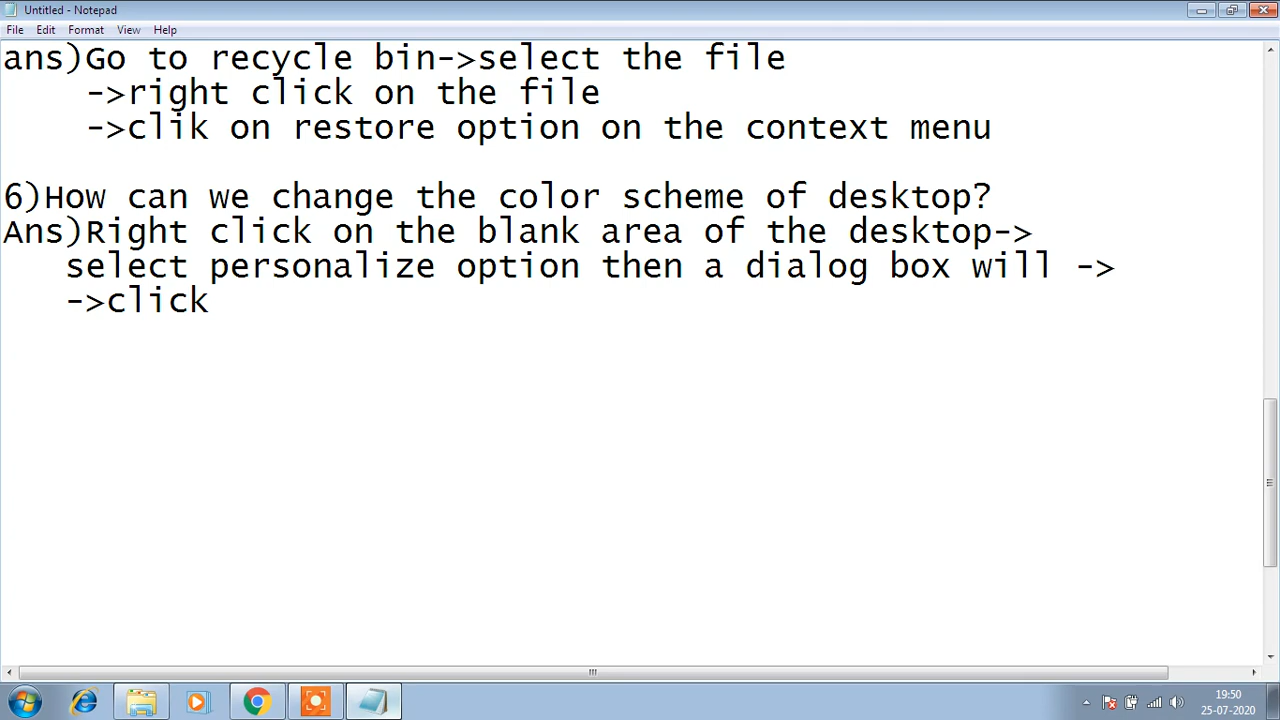 Untitled - Notepad
File Edit Format View Help
ans)Go to recycle bin->select the file
->right click on the file
->clik on restore option on the context menu
6)How can we change the color scheme of desktop?
Ans)Right click on the blank area of the desktop->
select personalize option then a dialog box will ->
->click
19:50
25-07-2020